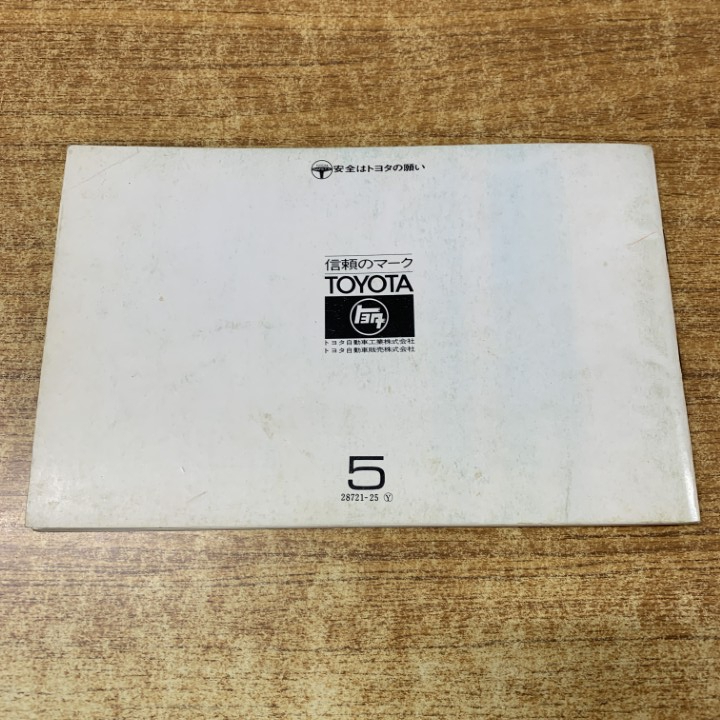 安全はトヨタの願い
信頼のマーク
TOYOTA
トヨタ
トヨタ自動車工業株式会社
トヨタ自動車販売株式会社
5
28721-25 Ⓨ